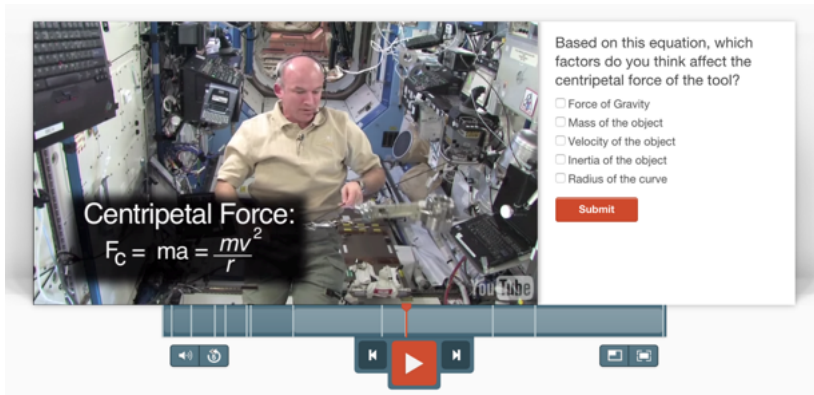 Based on this equation, which
factors do you think affect the
centripetal force of the tool?
Force of Gravity
Mass of the object
Velocity of the object
Inertia of the object
Radius of the curve
Submit
Centripetal Force:
Fc = ma = mv²/r
YouTube